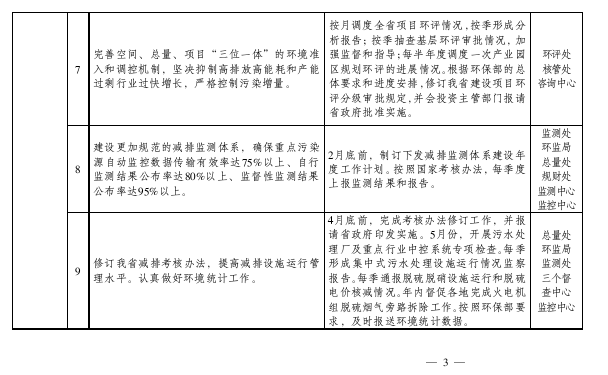 7
完善空间、总量、项目“三位一体”的环境准
入和调控机制，坚决抑制高排放高能耗和产能
过剩行业过快增长，严格控制污染增量。
按月调度全省项目环评情况，按季形成分
析报告；按季抽查基层环评审批情况，加
强监督和指导；每半年度调度一次产业园
区规划环评的进展情况。根据环保部的总
体要求和进度安排，修订我省建设项目环
评分级审批规定，并会投资主管部门报请
省政府批准实施。
环评处
核管处
咨询中心
8
建设更加规范的减排监测体系，确保重点污染
源自动监控数据传输有效率达75%以上、自行
监测结果公布率达80%以上、监督性监测结果
公布率达95%以上。
2月底前，制订下发减排监测体系建设年
度工作计划。按照国家考核办法，每季度
上报监测结果和报告。
监测处
环监局
总量处
规财处
监测中心
监控中心
9
修订我省减排考核办法，提高减排设施运行管
理水平。认真做好环境统计工作。
4月底前，完成考核办法修订工作，并报
请省政府印发实施。5月份，开展污水处
理厂及重点行业中控系统专项检查。每季
形成集中式污水处理设施运行情况监察
报告。每季通报脱硫脱硝设施运行和脱硫
电价核减情况。年内督促各地完成火电机
组脱硫烟气旁路拆除工作。按照环保部要
求，及时报送环境统计数据。
总量处
环监局
监测处
三个督
查中心
监控中心
— 3 —